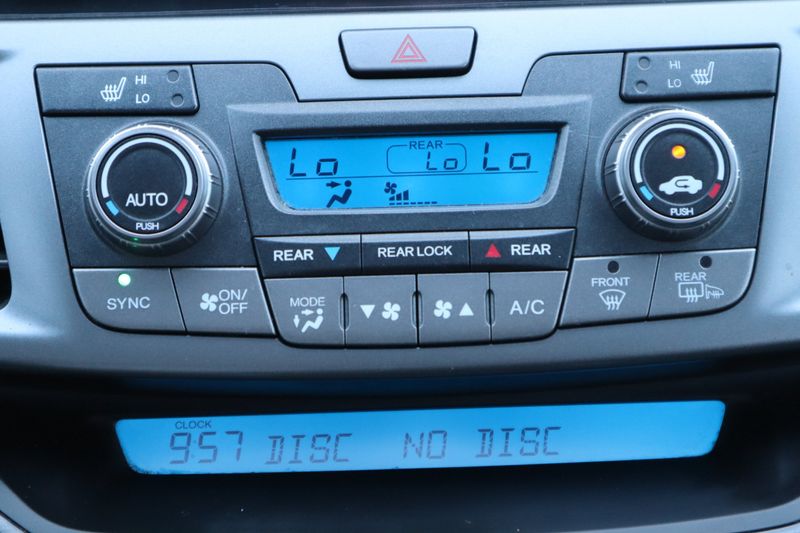 HI
LO
HI
LO
REAR
Lo Lo Lo
AUTO
PUSH
PUSH
REAR
REAR LOCK
REAR
SYNC
ON/
OFF
MODE
A/C
FRONT
REAR
CLOCK
9:57 DISC NO DISC